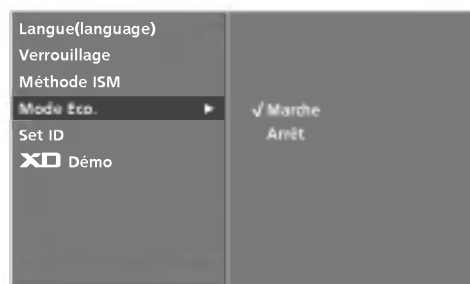 Langue(language)
Verrouillage
Méthode ISM
Mode Eco. ►
√ Marche
Arrêt
Set ID
XD Démo